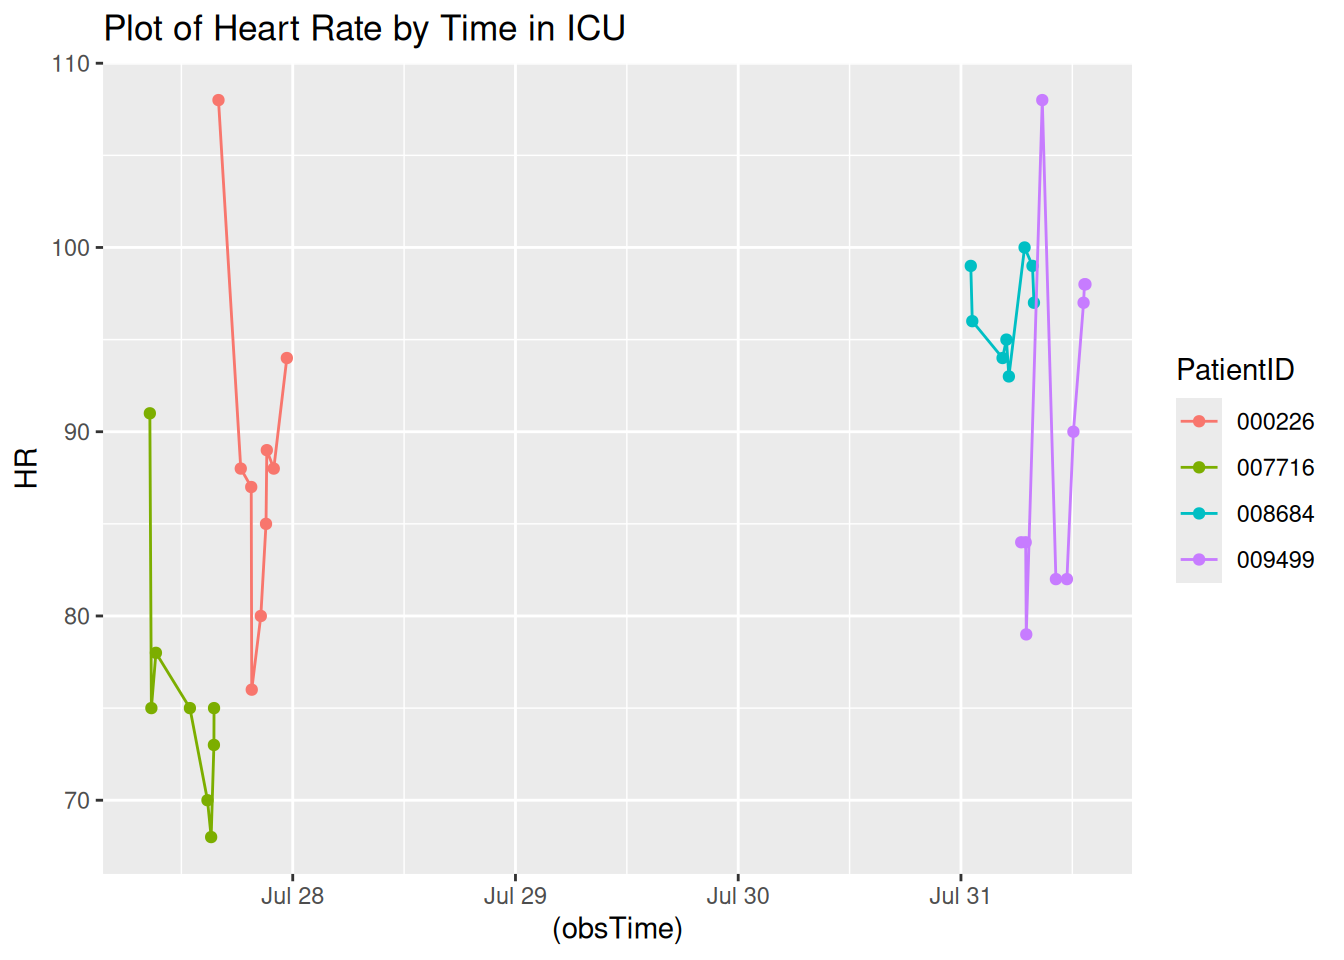 Plot of Heart Rate by Time in ICU
110
100
90
80
70
HR
Jul 28
Jul 29
Jul 30
Jul 31
(obsTime)
PatientID
000226
007716
008684
009499